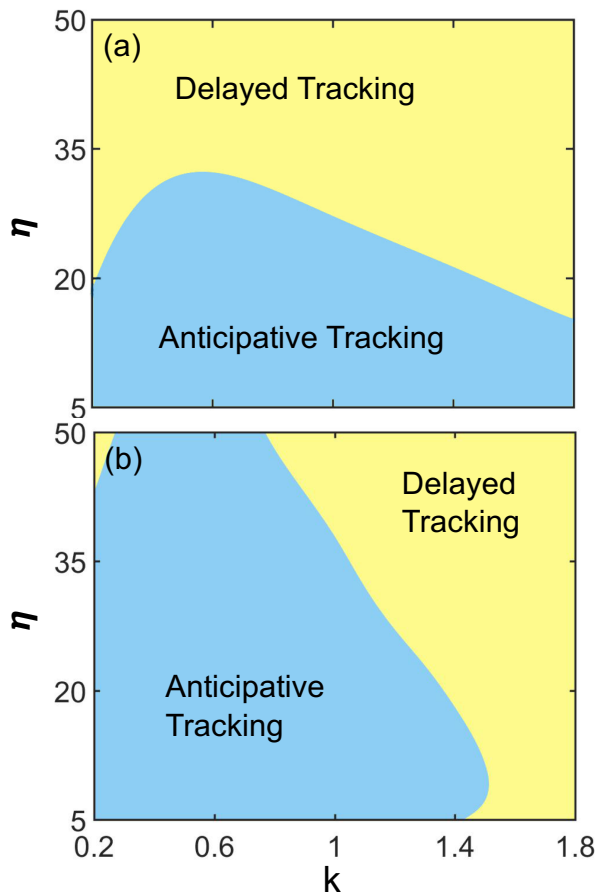 50
(a)
Delayed Tracking
35
η
20
Anticipative Tracking
5
50
(b)
Delayed
Tracking
35
η
20
Anticipative
Tracking
5
0.2 0.6 1 1.4 1.8
k